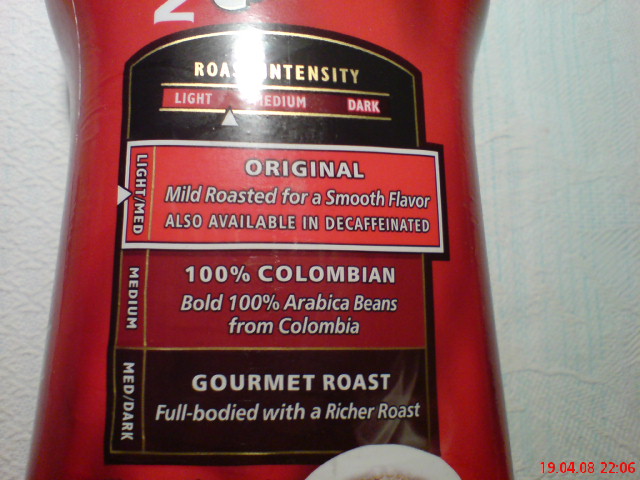 ROAST INTENSITY
LIGHT MEDIUM DARK
LIGHT/MED
ORIGINAL
Mild Roasted for a Smooth Flavor
ALSO AVAILABLE IN DECAFFEINATED
MEDIUM
100% COLOMBIAN
Bold 100% Arabica Beans
from Colombia
MED/DARK
GOURMET ROAST
Full-bodied with a Richer Roast
19.04.08 22:06